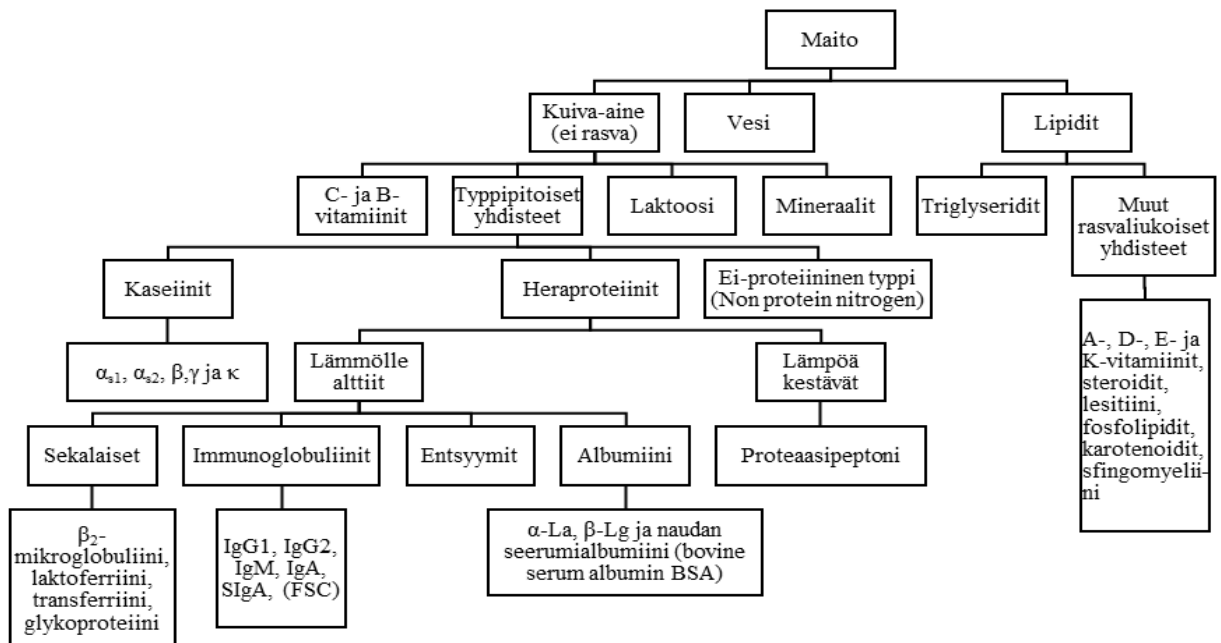 Maito
Kuiva-aine
(ei rasva)
Vesi
Lipidit
C- ja B-
vitamiinit
Typpipitoiset
yhdisteet
Laktoosi
Mineraalit
Triglyseridit
Muut
rasvaliukoiset
yhdisteet
Kaseiinit
Heraproteiinit
Ei-proteiininen typpi
(Non protein nitrogen)
αs1, αs2, β,γ ja κ
Lämmölle
alttiit
Lämpöä
kestävät
A-, D-, E- ja
K-vitamiinit,
steroidit,
lesitiini,
fosfolipidit,
karotenoidit,
sfingomyelii-
ni
Sekalaiset
Immunoglobuliinit
Entsyymit
Albumiini
Proteaasipeptoni
β2-
mikroglobuliini,
laktoferriini,
transferriini,
glykoproteiini
IgG1, IgG2,
IgM, IgA,
SIgA, (FSC)
α-La, β-Lg ja naudan
seerumialbumiini (bovine
serum albumin BSA)